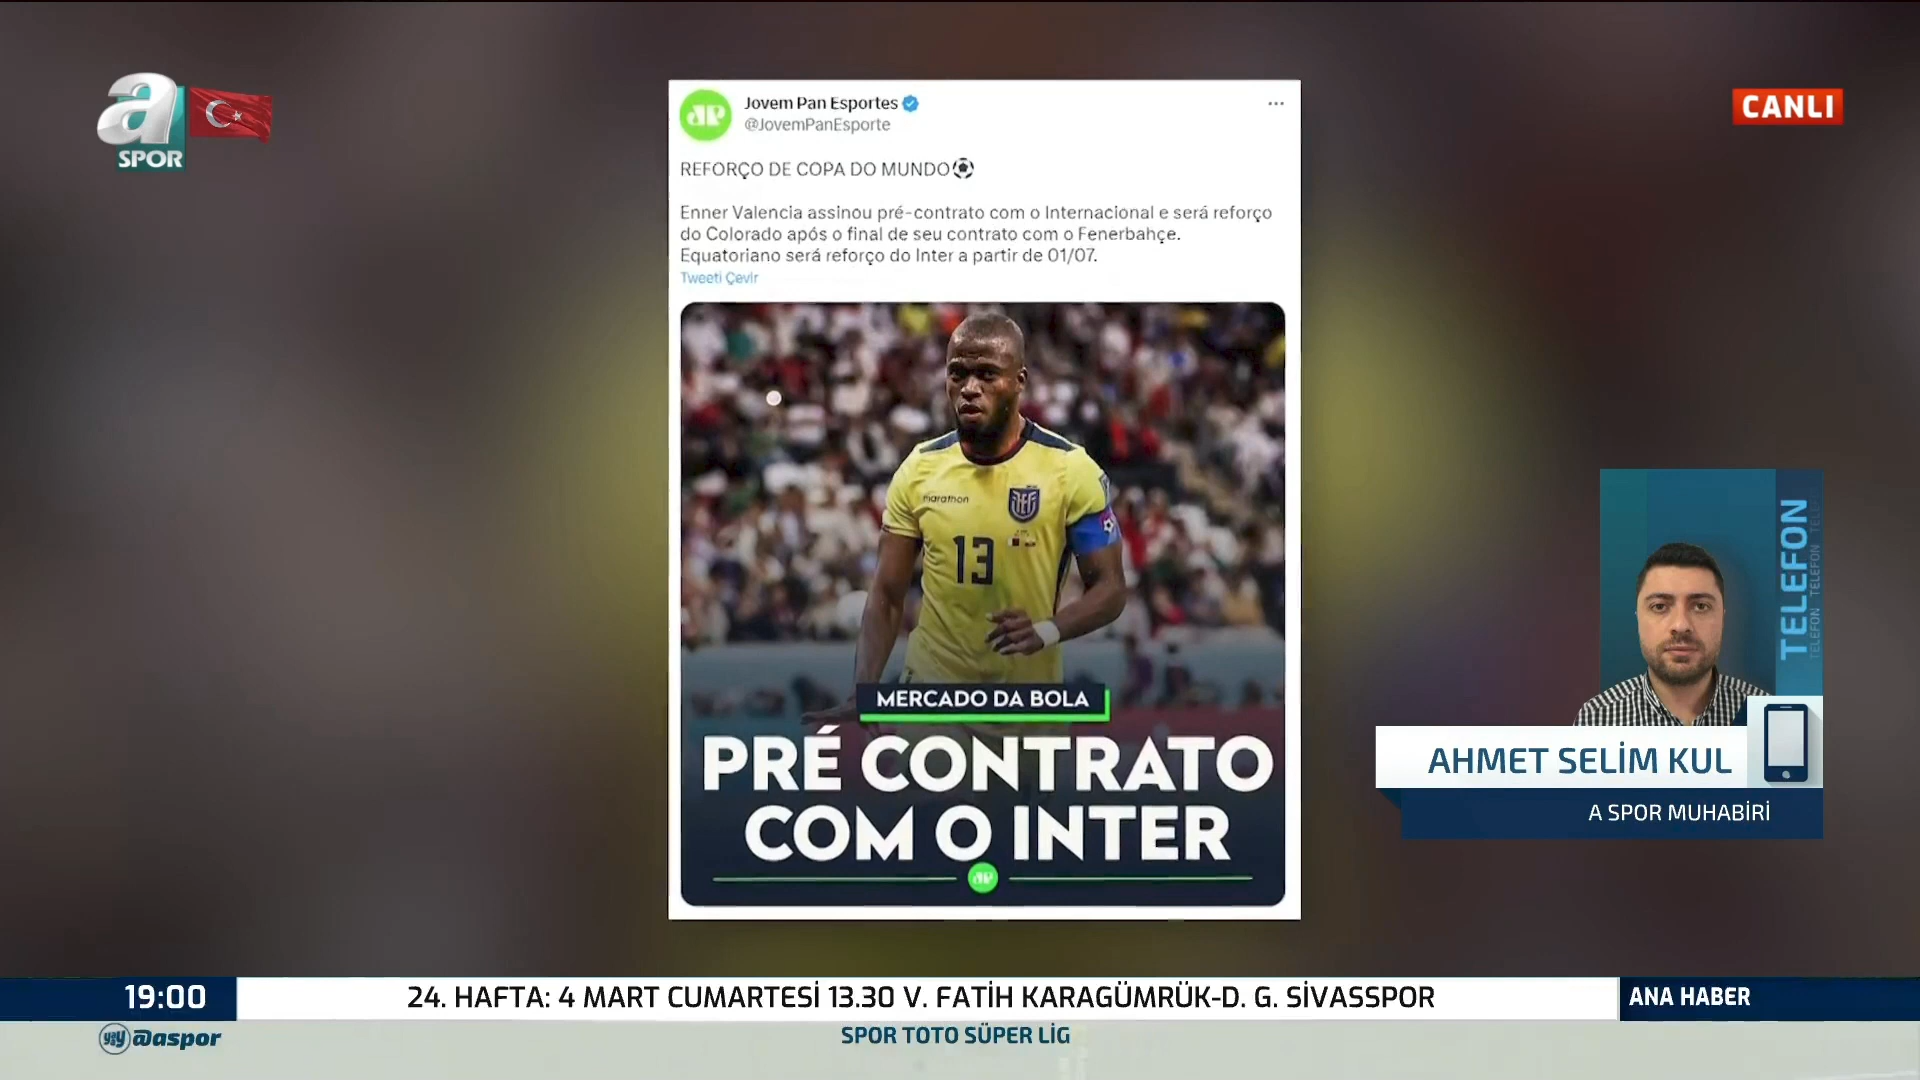 a
SPOR
CANLI
JP
Jovem Pan Esportes
@JovemPanEsporte
REFORÇO DE COPA DO MUNDO
Enner Valencia assinou pré-contrato com o Internacional e será reforço
do Colorado após o final de seu contrato com o Fenerbahçe.
Equatoriano será reforço do Inter a partir de 01/07.
Tweeti Çevir
marathon
13
MERCADO DA BOLA
PRÉ CONTRATO
COM O INTER
JP
TELEFON
TELEFON TELEFON
AHMET SELİM KUL
A SPOR MUHABİRİ
19:00
24. HAFTA: 4 MART CUMARTESİ 13.30 V. FATİH KARAGÜMRÜK-D. G. SİVASSPOR
ANA HABER
@aspor
SPOR TOTO SÜPER LİG